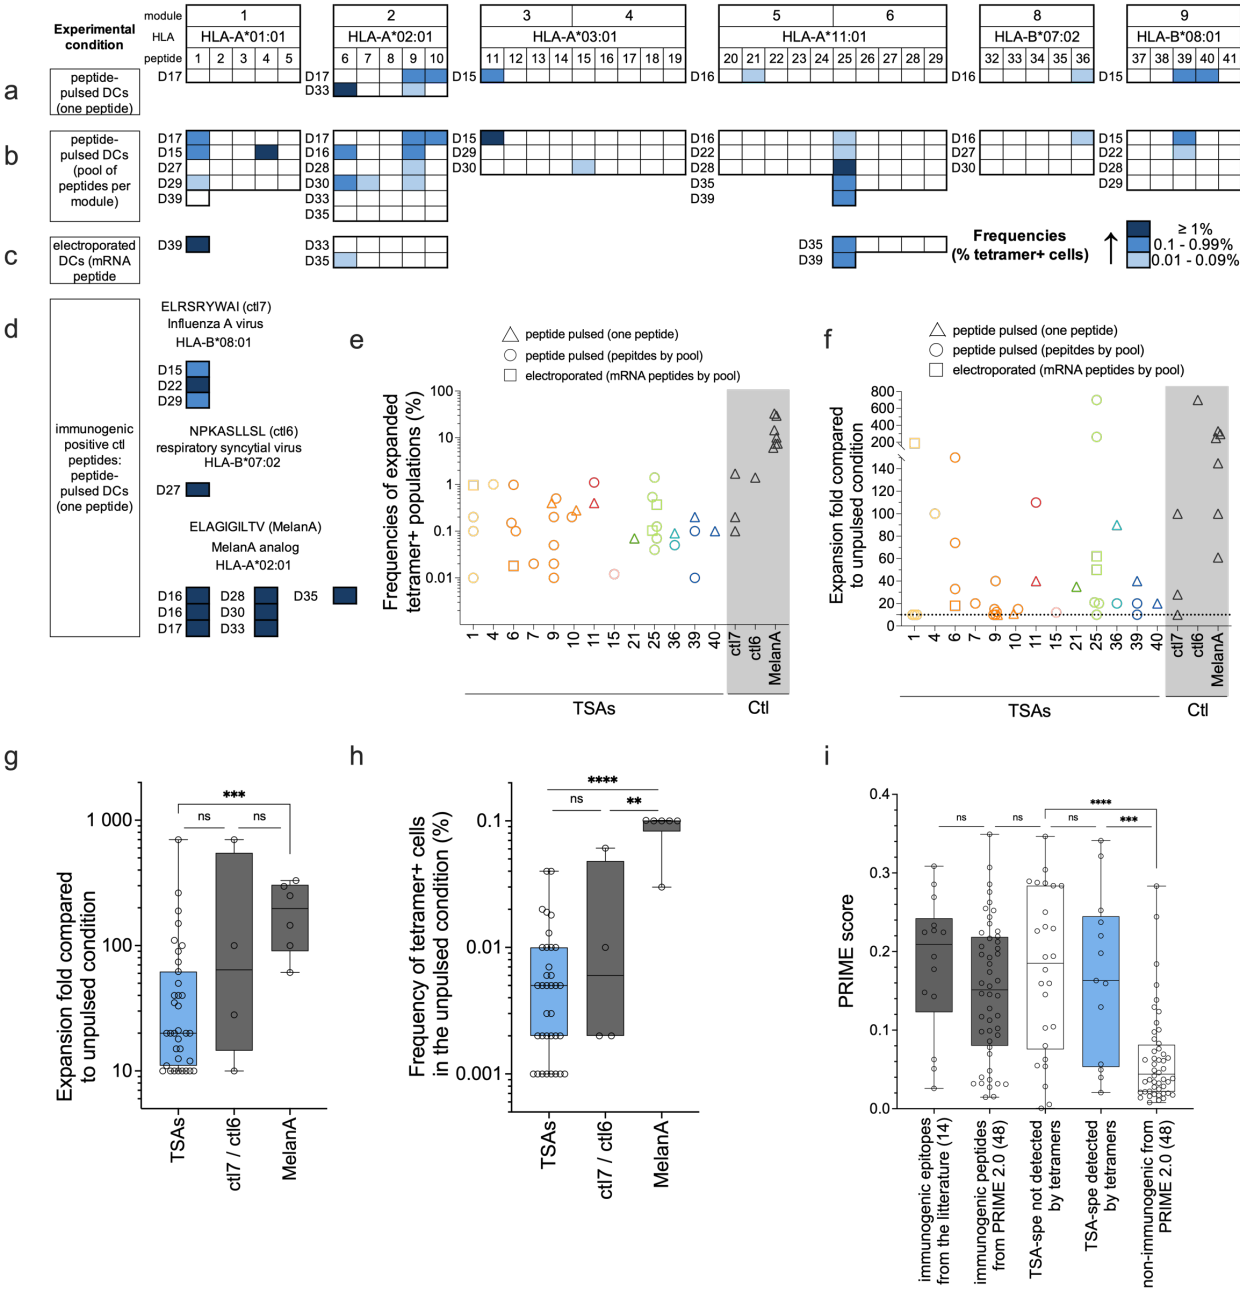 Experimental condition
module 1 2 3 4 5 6 8 9
HLA HLA-A*01:01 HLA-A*02:01 HLA-A*03:01 HLA-A*11:01 HLA-B*07:02 HLA-B*08:01
peptide 1 2 3 4 5 6 7 8 9 10 11 12 13 14 15 16 17 18 19 20 21 22 23 24 25 26 27 28 29 32 33 34 35 36 37 38 39 40 41
a
peptide-
pulsed DCs
(one peptide)
D17 D17 D15 D16 D16 D15
D33
b
peptide-
pulsed DCs
(pool of
peptides per
module)
D17 D17 D15 D16 D16 D15
D15 D16 D29 D22 D27 D22
D27 D28 D30 D28 D30 D28
D29 D30 D35 D29
D39 D33 D39
D35
c
electroporated
DCs (mRNA
peptide
D39 D33 D35
D35 D39
Frequencies
(% tetramer+ cells)
≥ 1%
0.1 - 0.99%
0.01 - 0.09%
d
immunogenic
positive ctl
peptides:
peptide-
pulsed DCs
(one peptide)
ELRSRYWAI (ctl7)
Influenza A virus
HLA-B*08:01
D15
D22
D29
NPKASLLSL (ctl6)
respiratory syncytial virus
HLA-B*07:02
D27
ELAGIGILTV (MelanA)
MelanA analog
HLA-A*02:01
D16 D28 D35
D16 D30
D17 D33
e
peptide pulsed (one peptide)
peptide pulsed (pepitdes by pool)
electroporated (mRNA peptides by pool)
Frequencies of expanded
tetramer+ populations (%)
100
10
1
0.1
0.01
1 4 6 7 9 10 11 15 21 25 36 39 40 ctl7 ctl6 MelanA
TSAs Ctl
f
peptide pulsed (one peptide)
peptide pulsed (pepitdes by pool)
electroporated (mRNA peptides by pool)
Expansion fold compared
to unpulsed condition
800
600
400
200
140
120
100
80
60
40
20
0
1 4 6 7 9 10 11 15 21 25 36 39 40 ctl7 ctl6 MelanA
TSAs Ctl
g
Expansion fold compared
to unpulsed condition
1 000
100
10
***
ns ns
TSAs ctl7 / ctl6 MelanA
h
Frequency of tetramer+ cells
in the unpulsed condition (%)
0.1
0.01
0.001
****
ns **
TSAs ctl7 / ctl6 MelanA
i
PRIME score
0.4
0.3
0.2
0.1
0.0
****
ns ns ns ***
immunogenic epitopes
from the litterature (14)
immunogenic peptides
from PRIME 2.0 (48)
TSA-spe not detected
by tetramers
TSA-spe detected
by tetramers
non-immunogenic from
PRIME 2.0 (48)